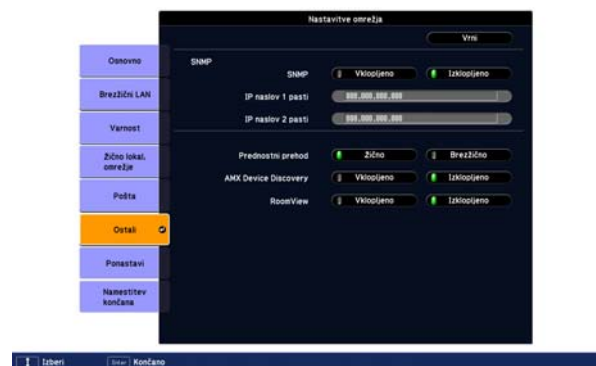 Nastavitve omrežja
Vrni
Osnovno
Brezžični LAN
Varnost
Žično lokal.
omrežje
Pošta
Ostali
Ponastavi
Namestitev
končana
SNMP
SNMP
Vklopljeno
Izklopljeno
IP naslov 1 pasti
IP naslov 2 pasti
Prednostni prehod
Žično
Brezžično
AMX Device Discovery
Vklopljeno
Izklopljeno
RoomView
Vklopljeno
Izklopljeno
Izberi
Končano